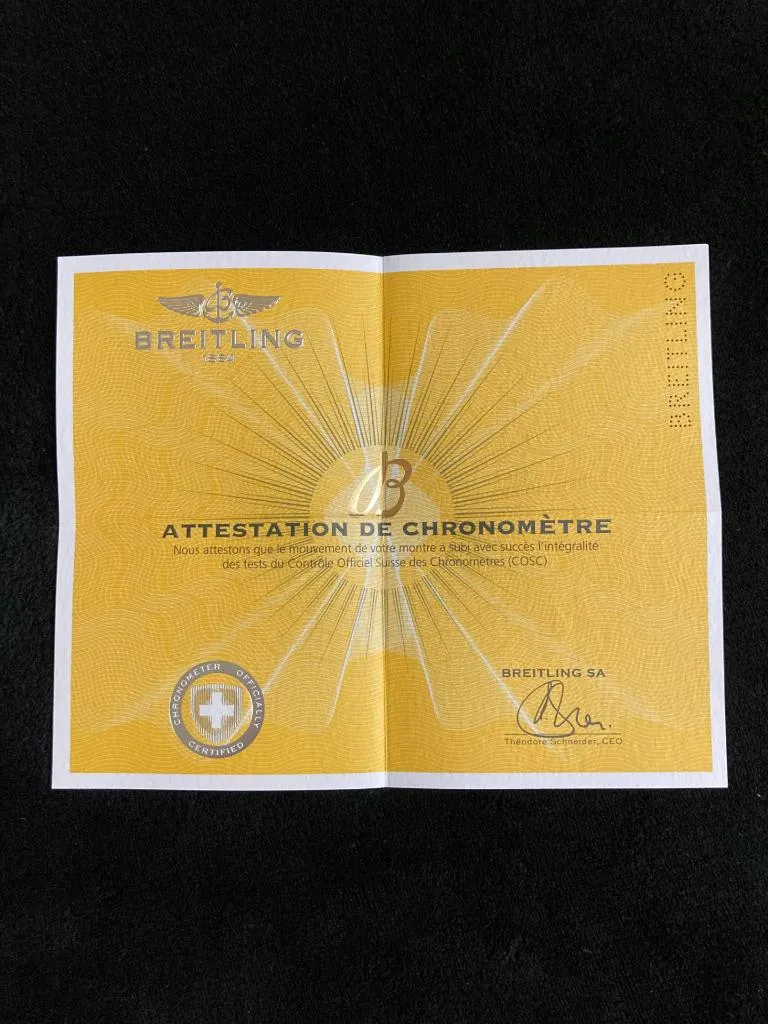 BREITLING
1884
BREITLING
ATTESTATION DE CHRONOMÈTRE
Nous attestons que le mouvement de votre montre a subi avec succès l'intégralité
des tests du Contrôle Officiel Suisse des Chronomètres (COSC)
CHRONOMETER OFFICIALLY
CERTIFIED
BREITLING SA
Théodore Schneider, CEO